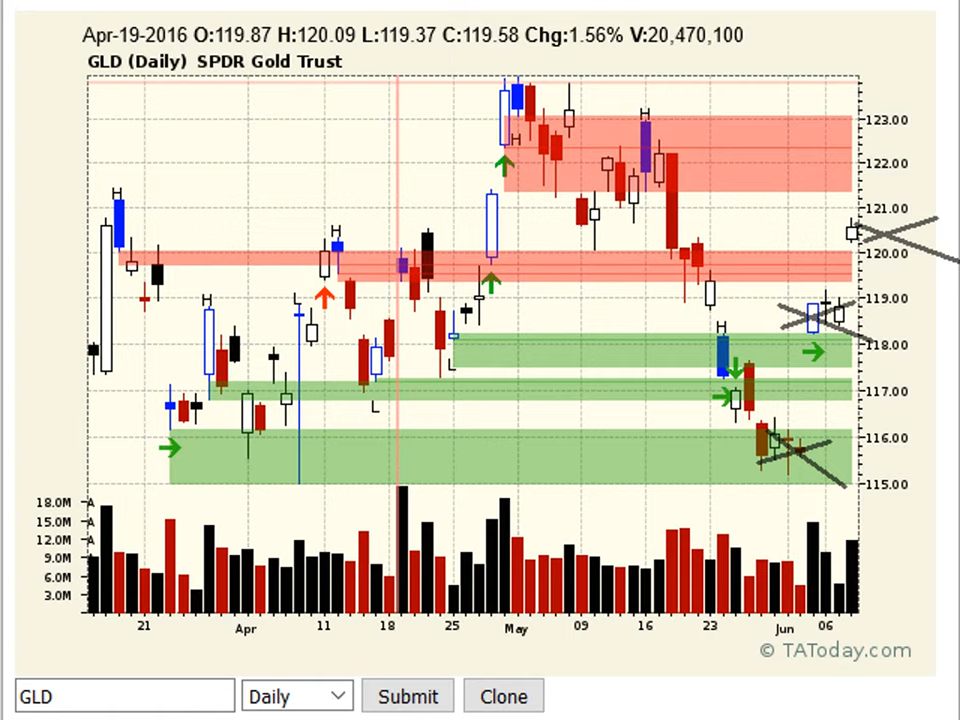 Apr-19-2016 O:119.87 H:120.09 L:119.37 C:119.58 Chg:1.56% V:20,470,100
GLD (Daily) SPDR Gold Trust
123.00
122.00
121.00
120.00
119.00
118.00
117.00
116.00
115.00
H
H
H
L
L
L
H
H
H
18.0M
15.0M
12.0M
9.0M
6.0M
3.0M
A
A
A
21 Apr 11 18 25 May 09 16 23 Jun 06
© TAToday.com
GLD Daily Submit Clone